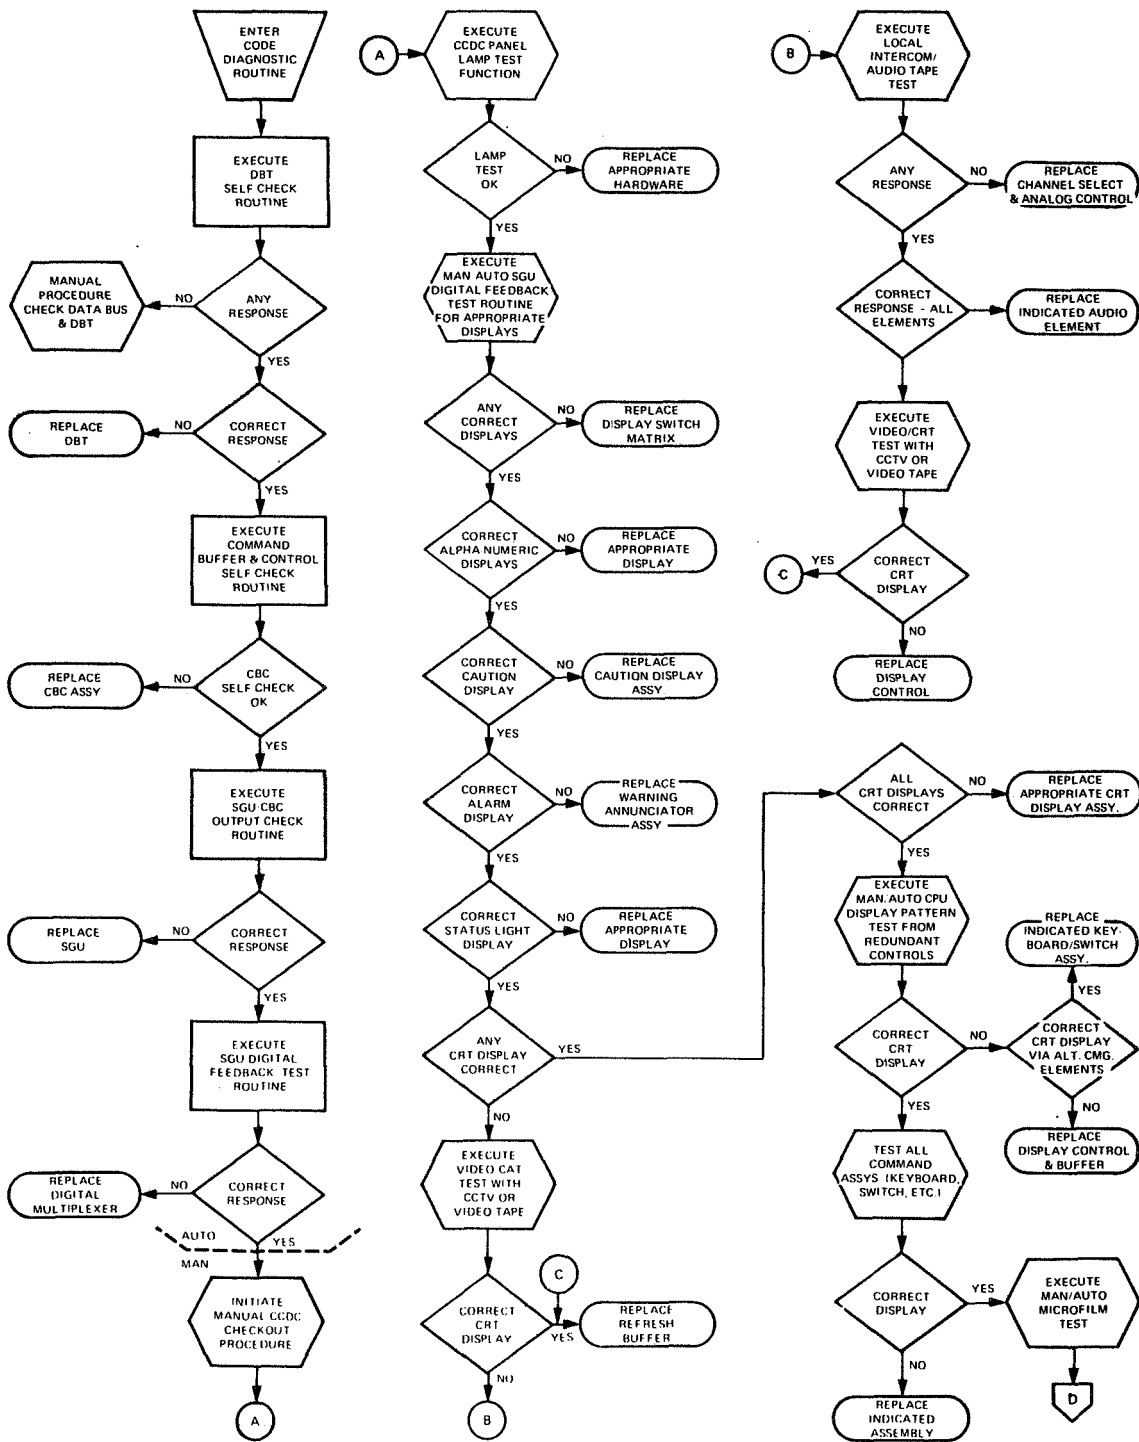 ENTER
CODE
DIAGNOSTIC
ROUTINE
EXECUTE
DBT
SELF CHECK
ROUTINE
ANY
RESPONSE
NO
MANUAL
PROCEDURE
CHECK DATA BUS
& DBT
YES
CORRECT
RESPONSE
NO
REPLACE
DBT
YES
EXECUTE
COMMAND
BUFFER & CONTROL
SELF CHECK
ROUTINE
CBC
SELF CHECK
OK
NO
REPLACE
CBC ASSY
YES
EXECUTE
SGU-CBC
OUTPUT CHECK
ROUTINE
CORRECT
RESPONSE
NO
REPLACE
SGU
YES
EXECUTE
SGU DIGITAL
FEEDBACK TEST
ROUTINE
CORRECT
RESPONSE
NO
REPLACE
DIGITAL
MULTIPLEXER
YES
AUTO
MAN
INITIATE
MANUAL CCDC
CHECKOUT
PROCEDURE
A
A
EXECUTE
CCDC PANEL
LAMP TEST
FUNCTION
LAMP
TEST
OK
NO
REPLACE
APPROPRIATE
HARDWARE
YES
EXECUTE
MAN AUTO SGU
DIGITAL FEEDBACK
TEST ROUTINE
FOR APPROPRIATE
DISPLAYS
ANY
CORRECT
DISPLAYS
NO
REPLACE
DISPLAY SWITCH
MATRIX
YES
CORRECT
ALPHA NUMERIC
DISPLAYS
NO
REPLACE
APPROPRIATE
DISPLAY
YES
CORRECT
CAUTION
DISPLAY
NO
REPLACE
CAUTION DISPLAY
ASSY.
YES
CORRECT
ALARM
DISPLAY
NO
REPLACE
WARNING
ANNUNCIATOR
ASSY
YES
CORRECT
STATUS LIGHT
DISPLAY
NO
REPLACE
APPROPRIATE
DISPLAY
YES
ANY
CRT DISPLAY
CORRECT
YES
NO
EXECUTE
VIDEO CAT
TEST WITH
CCTV OR
VIDEO TAPE
CORRECT
CRT
DISPLAY
C
YES
REPLACE
REFRESH
BUFFER
NO
B
B
EXECUTE
LOCAL
INTERCOM/
AUDIO TAPE
TEST
ANY
RESPONSE
NO
REPLACE
CHANNEL SELECT
& ANALOG CONTROL
YES
CORRECT
RESPONSE - ALL
ELEMENTS
REPLACE
INDICATED AUDIO
ELEMENT
EXECUTE
VIDEO/CRT
TEST WITH
CCTV OR
VIDEO TAPE
CORRECT
CRT
DISPLAY
YES
C
NO
REPLACE
DISPLAY
CONTROL
ALL
CRT DISPLAYS
CORRECT
NO
REPLACE
APPROPRIATE CRT
DISPLAY ASSY.
YES
EXECUTE
MAN/AUTO CPU
DISPLAY PATTERN
TEST FROM
REDUNDANT
CONTROLS
CORRECT
CRT
DISPLAY
NO
REPLACE
INDICATED KEY-
BOARD/SWITCH
ASSY.
YES
CORRECT
CRT DISPLAY
VIA ALT. CMG.
ELEMENTS
NO
REPLACE
DISPLAY CONTROL
& BUFFER
YES
TEST ALL
COMMAND
ASSYS (KEYBOARD,
SWITCH, ETC.)
CORRECT
DISPLAY
YES
EXECUTE
MAN/AUTO
MICROFILM
TEST
D
NO
REPLACE
INDICATED
ASSEMBLY